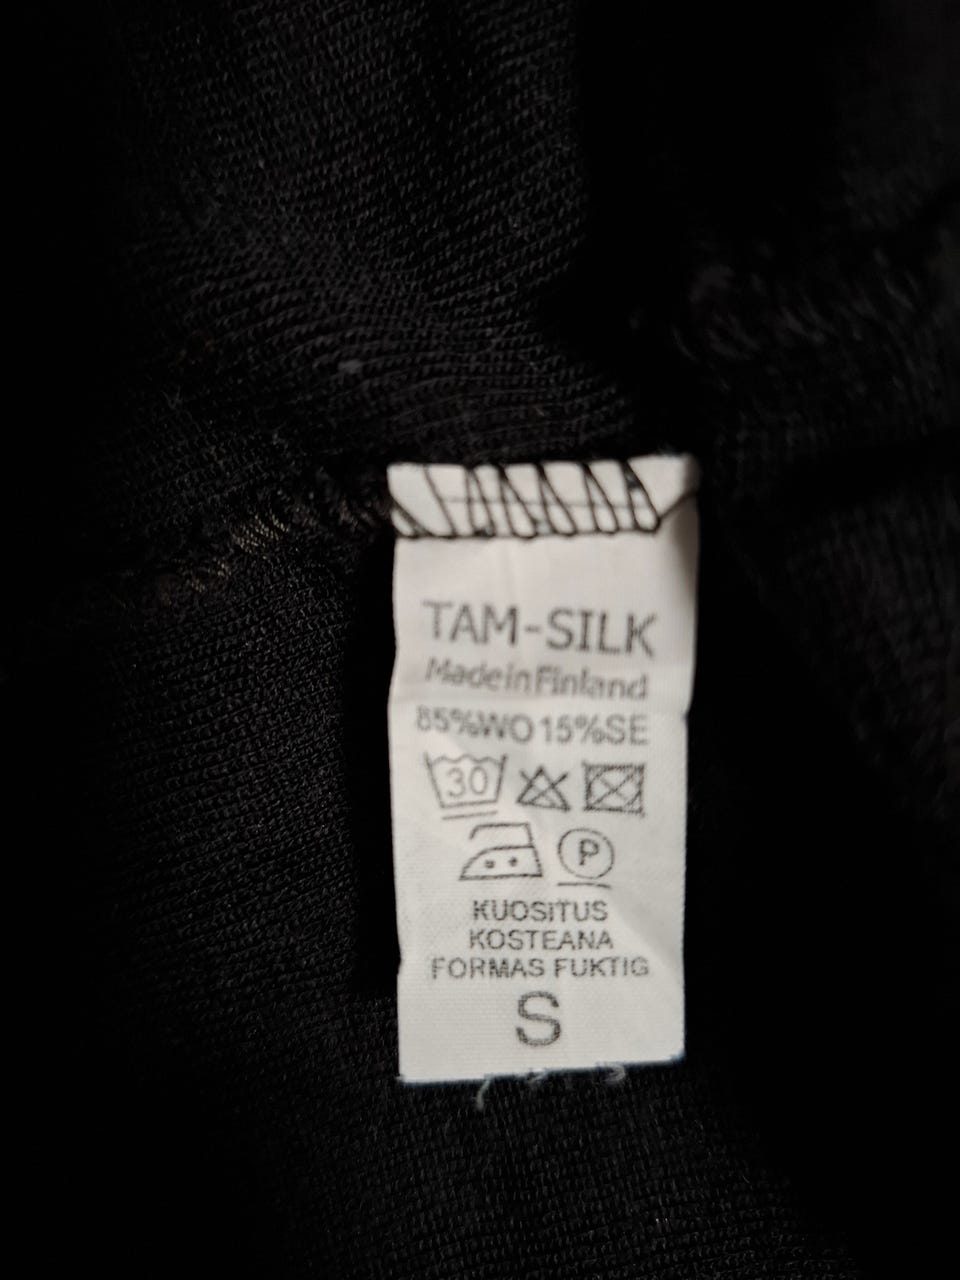 TAM-SILK
Made in Finland
85%WO 15%SE
30
P
KUOSITUS
KOSTEANA
FORMAS FUKTIG
S